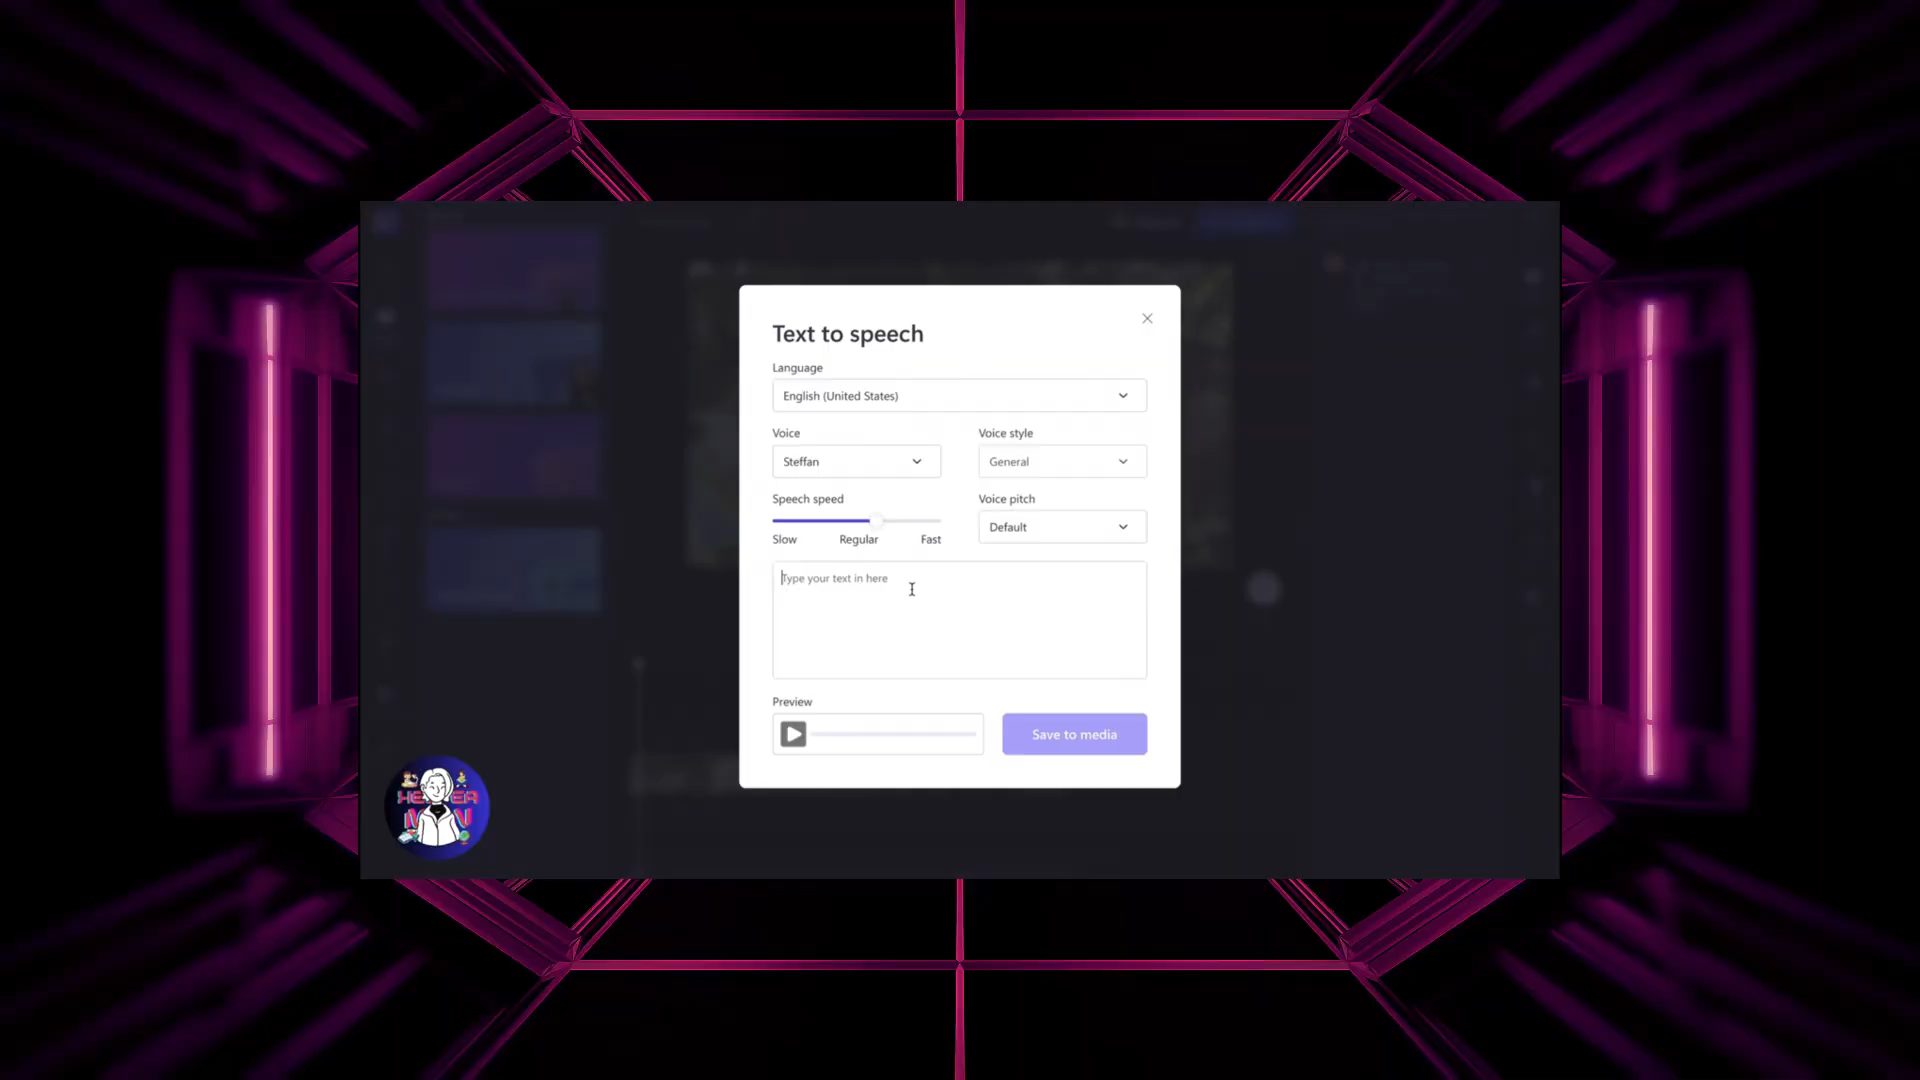 Text to speech
Language
English (United States)
Voice
Voice style
Steffan
General
Speech speed
Voice pitch
Default
Slow
Regular
Fast
Type your text in here
Preview
Save to media